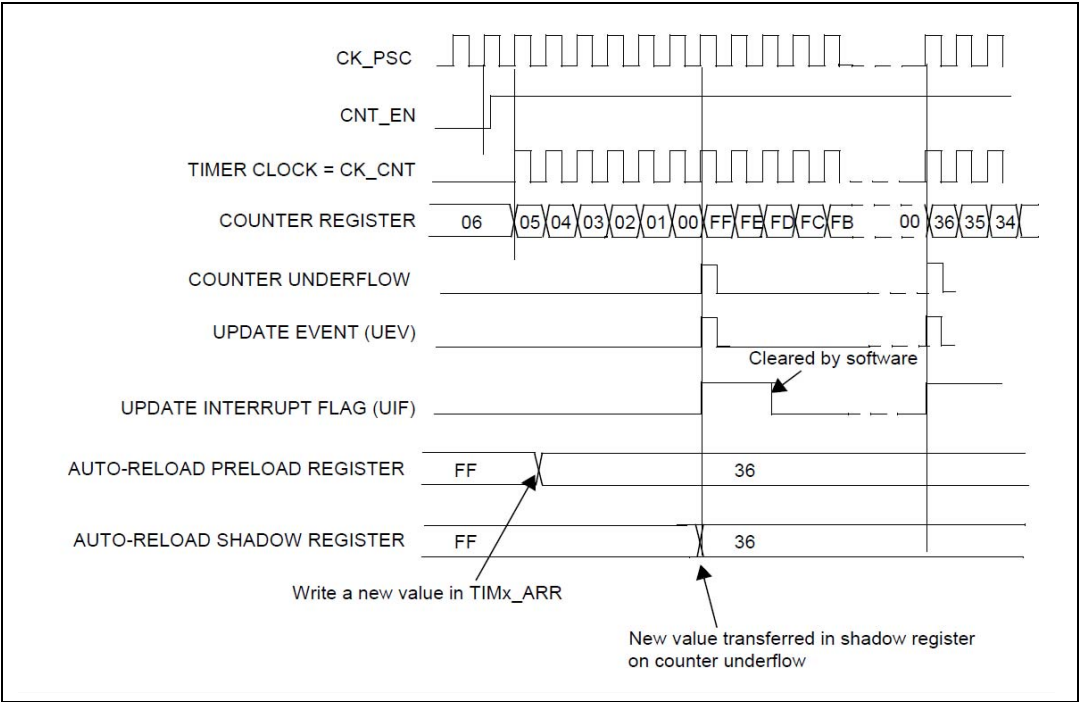 CK_PSC
CNT_EN
TIMER CLOCK = CK_CNT
COUNTER REGISTER 06 05 04 03 02 01 00 FF FE FD FC FB 00 36 35 34
COUNTER UNDERFLOW
UPDATE EVENT (UEV)
Cleared by software
UPDATE INTERRUPT FLAG (UIF)
AUTO-RELOAD PRELOAD REGISTER FF 36
AUTO-RELOAD SHADOW REGISTER FF 36
Write a new value in TIMx_ARR
New value transferred in shadow register
on counter underflow